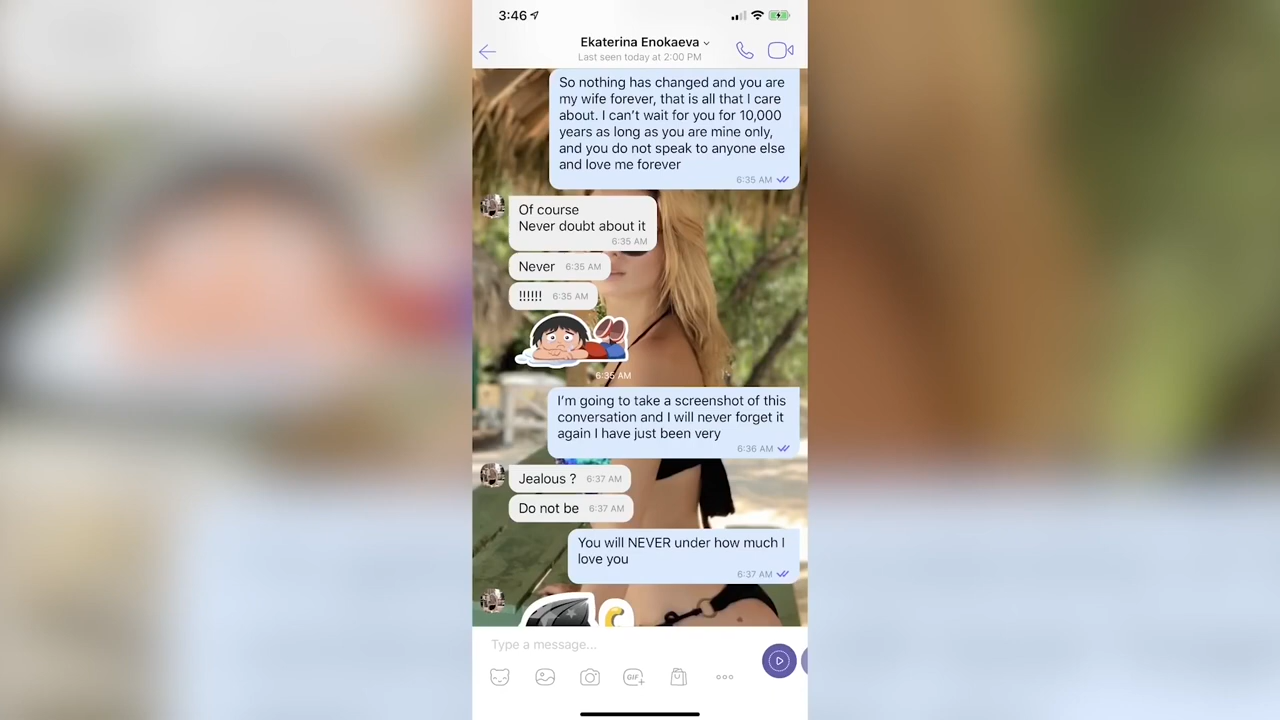 3:46
Ekaterina Enokaeva
Last seen today at 2:00 PM
So nothing has changed and you are
my wife forever, that is all that I care
about. I can't wait for you for 10,000
years as long as you are mine only,
and you do not speak to anyone else
and love me forever
6:35 AM
Of course
Never doubt about it
6:35 AM
Never 6:35 AM
!!!!!! 6:35 AM
6:35 AM
I'm going to take a screenshot of this
conversation and I will never forget it
again I have just been very
6:36 AM
Jealous ? 6:37 AM
Do not be 6:37 AM
You will NEVER under how much I
love you
6:37 AM
Type a message...
GIF